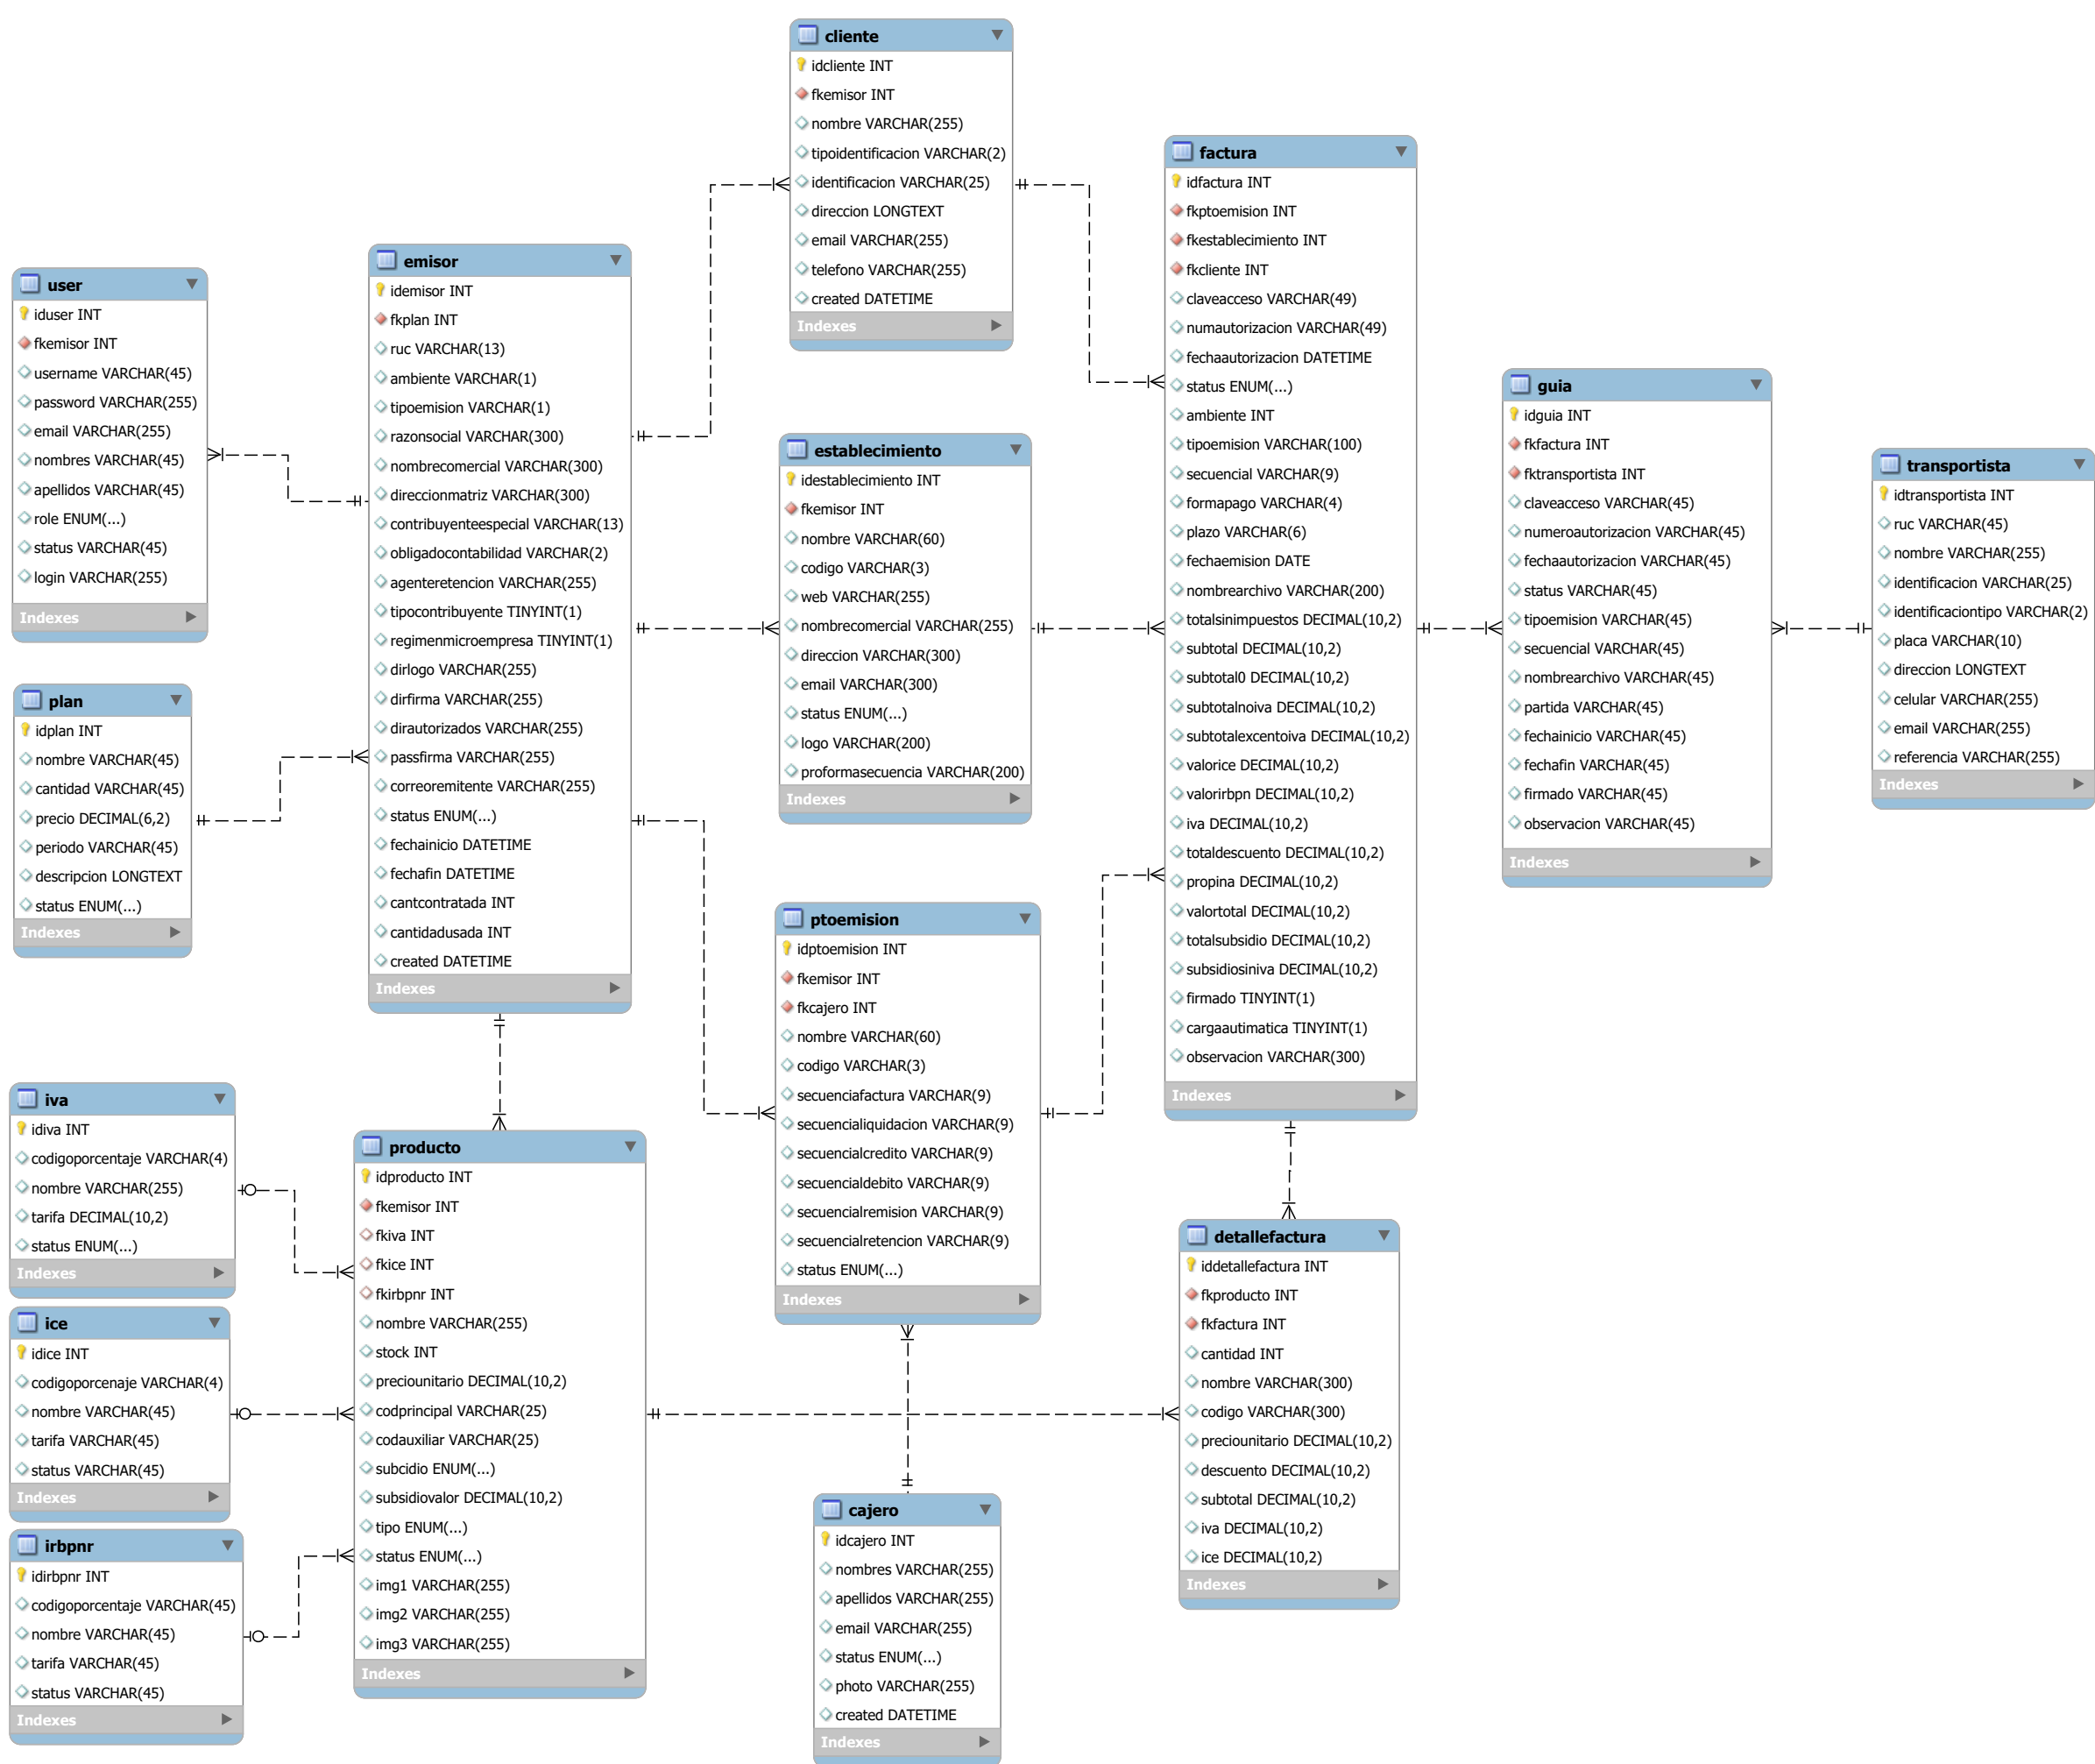 cliente
idcliente INT
fkemisor INT
nombre VARCHAR(255)
tipoidentificacion VARCHAR(2)
identificacion VARCHAR(25)
direccion LONGTEXT
email VARCHAR(255)
telefono VARCHAR(255)
created DATETIME
Indexes
factura
idfactura INT
fkptoemision INT
fkestablecimiento INT
fkcliente INT
claveacceso VARCHAR(49)
numautorizacion VARCHAR(49)
fechaautorizacion DATETIME
status ENUM(...)
ambiente INT
tipoemision VARCHAR(100)
secuencial VARCHAR(9)
formapago VARCHAR(4)
plazo VARCHAR(6)
fechaemision DATE
nombrearchivo VARCHAR(200)
totalsinimpuestos DECIMAL(10,2)
subtotal DECIMAL(10,2)
subtotal0 DECIMAL(10,2)
subtotalnoiva DECIMAL(10,2)
subtotalexcentoiva DECIMAL(10,2)
valorice DECIMAL(10,2)
valorirbpn DECIMAL(10,2)
iva DECIMAL(10,2)
totaldescuento DECIMAL(10,2)
propina DECIMAL(10,2)
valortotal DECIMAL(10,2)
totalsubsidio DECIMAL(10,2)
subsidiosiniva DECIMAL(10,2)
firmado TINYINT(1)
cargaautimatica TINYINT(1)
observacion VARCHAR(300)
Indexes
user
iduser INT
fkemisor INT
username VARCHAR(45)
password VARCHAR(255)
email VARCHAR(255)
nombres VARCHAR(45)
apellidos VARCHAR(45)
role ENUM(...)
status VARCHAR(45)
login VARCHAR(255)
Indexes
emisor
idemisor INT
fkplan INT
ruc VARCHAR(13)
ambiente VARCHAR(1)
tipoemision VARCHAR(1)
razonsocial VARCHAR(300)
nombrecomercial VARCHAR(300)
direccionmatriz VARCHAR(300)
contribuyenteespecial VARCHAR(13)
obligadocontabilidad VARCHAR(2)
agenteretencion VARCHAR(255)
tipocontribuyente TINYINT(1)
regimenmicroempresa TINYINT(1)
dirlogo VARCHAR(255)
dirfirma VARCHAR(255)
dirautorizados VARCHAR(255)
passfirma VARCHAR(255)
correoremitente VARCHAR(255)
status ENUM(...)
fechainicio DATETIME
fechafin DATETIME
cantcontratada INT
cantidadusada INT
created DATETIME
Indexes
establecimiento
idestablecimiento INT
fkemisor INT
nombre VARCHAR(60)
codigo VARCHAR(3)
web VARCHAR(255)
nombrecomercial VARCHAR(255)
direccion VARCHAR(300)
email VARCHAR(300)
status ENUM(...)
logo VARCHAR(200)
proformasecuencia VARCHAR(200)
Indexes
guia
idguia INT
fkfactura INT
fktransportista INT
claveacceso VARCHAR(45)
numeroautorizacion VARCHAR(45)
fechaautorizacion VARCHAR(45)
status VARCHAR(45)
tipoemision VARCHAR(45)
secuencial VARCHAR(45)
nombrearchivo VARCHAR(45)
partida VARCHAR(45)
fechainicio VARCHAR(45)
fechafin VARCHAR(45)
firmado VARCHAR(45)
observacion VARCHAR(45)
Indexes
transportista
idtransportista INT
ruc VARCHAR(45)
nombre VARCHAR(255)
identificacion VARCHAR(25)
identificaciontipo VARCHAR(2)
placa VARCHAR(10)
direccion LONGTEXT
celular VARCHAR(255)
email VARCHAR(255)
referencia VARCHAR(255)
Indexes
plan
idplan INT
nombre VARCHAR(45)
cantidad VARCHAR(45)
precio DECIMAL(6,2)
periodo VARCHAR(45)
descripcion LONGTEXT
status ENUM(...)
Indexes
ptoemision
idptoemision INT
fkemisor INT
fkcajero INT
nombre VARCHAR(60)
codigo VARCHAR(3)
secuenciafactura VARCHAR(9)
secuencialiquidacion VARCHAR(9)
secuencialcredito VARCHAR(9)
secuencialdebito VARCHAR(9)
secuencialremision VARCHAR(9)
secuencialretencion VARCHAR(9)
status ENUM(...)
Indexes
iva
idiva INT
codigoporcentaje VARCHAR(4)
nombre VARCHAR(255)
tarifa DECIMAL(10,2)
status ENUM(...)
Indexes
ice
idice INT
codigoporcenaje VARCHAR(4)
nombre VARCHAR(45)
tarifa VARCHAR(45)
status VARCHAR(45)
Indexes
irbpnr
idirbpnr INT
codigoporcentaje VARCHAR(45)
nombre VARCHAR(45)
tarifa VARCHAR(45)
status VARCHAR(45)
Indexes
producto
idproducto INT
fkemisor INT
fkiva INT
fkice INT
fkirbpnr INT
nombre VARCHAR(255)
stock INT
preciounitario DECIMAL(10,2)
codprincipal VARCHAR(25)
codauxiliar VARCHAR(25)
subcidio ENUM(...)
subsidiovalor DECIMAL(10,2)
tipo ENUM(...)
status ENUM(...)
img1 VARCHAR(255)
img2 VARCHAR(255)
img3 VARCHAR(255)
Indexes
detallefactura
iddetallefactura INT
fkproducto INT
fkfactura INT
cantidad INT
nombre VARCHAR(300)
codigo VARCHAR(300)
preciounitario DECIMAL(10,2)
descuento DECIMAL(10,2)
subtotal DECIMAL(10,2)
iva DECIMAL(10,2)
ice DECIMAL(10,2)
Indexes
cajero
idcajero INT
nombres VARCHAR(255)
apellidos VARCHAR(255)
email VARCHAR(255)
status ENUM(...)
photo VARCHAR(255)
created DATETIME
Indexes